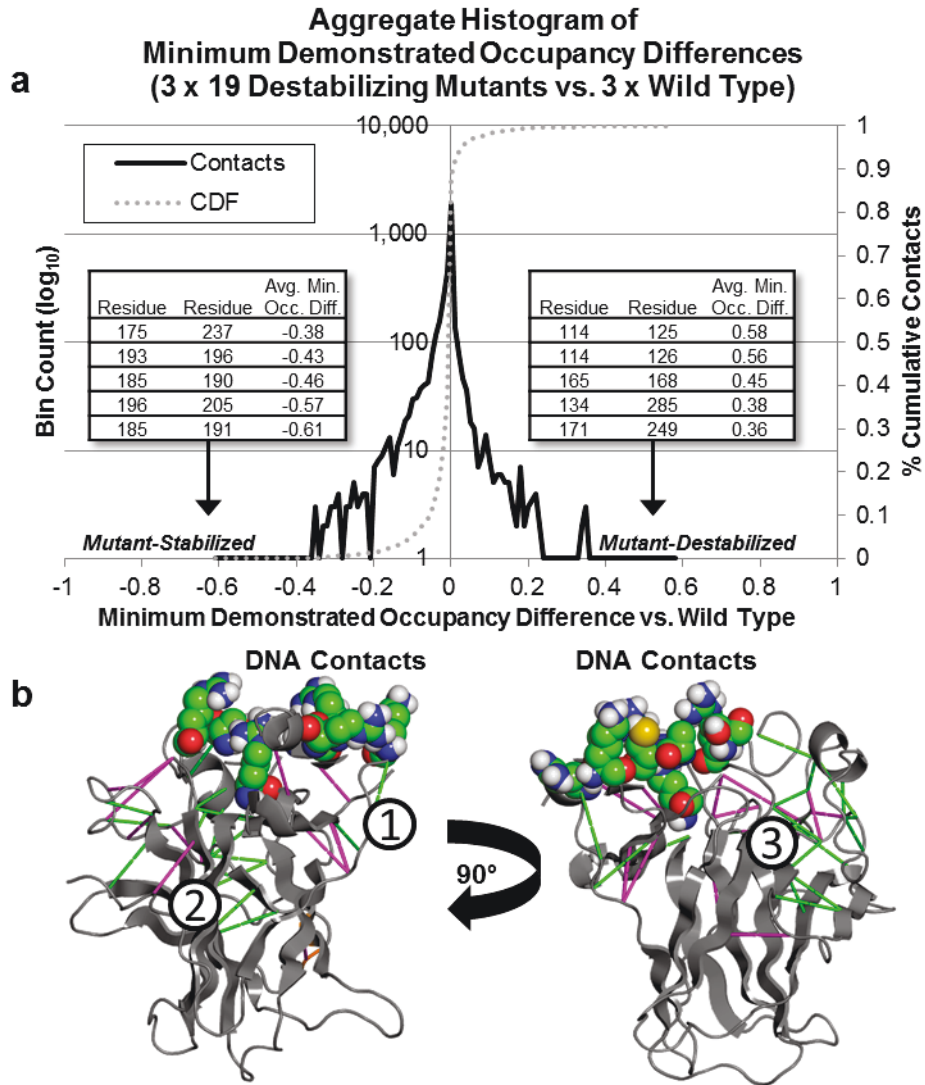 Aggregate Histogram of
Minimum Demonstrated Occupancy Differences
(3 x 19 Destabilizing Mutants vs. 3 x Wild Type)
a
10,000
1,000
100
10
1
Bin Count (log10)
Contacts
CDF
1
0.9
0.8
0.7
0.6
0.5
0.4
0.3
0.2
0.1
0
% Cumulative Contacts
Residue Residue Avg. Min. Occ. Diff.
175 237 -0.38
193 196 -0.43
185 190 -0.46
196 205 -0.57
185 191 -0.61
Residue Residue Avg. Min. Occ. Diff.
114 125 0.58
114 126 0.56
165 168 0.45
134 285 0.38
171 249 0.36
Mutant-Stabilized
Mutant-Destabilized
-1 -0.8 -0.6 -0.4 -0.2 0 0.2 0.4 0.6 0.8 1
Minimum Demonstrated Occupancy Difference vs. Wild Type
b
DNA Contacts
DNA Contacts
1
2
90°
3